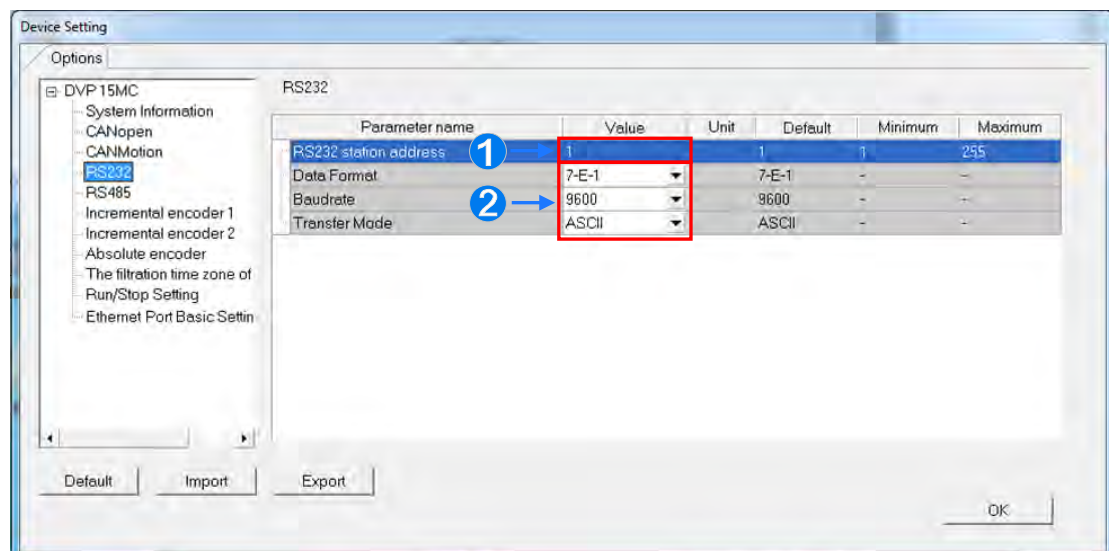 Device Setting
Options
DVP 15MC
System Information
CANopen
CANMotion
RS232
RS485
Incremental encoder 1
Incremental encoder 2
Absolute encoder
The filtration time zone of
Run/Stop Setting
Ethernet Port Basic Settin
RS232
Parameter name Value Unit Default Minimum Maximum
RS232 station address 1 1 1 1 255
Data Format 7-E-1 7-E-1 - -
Baudrate 2 9600 9600 - -
Transfer Mode ASCII ASCII - -
Default Import Export
OK